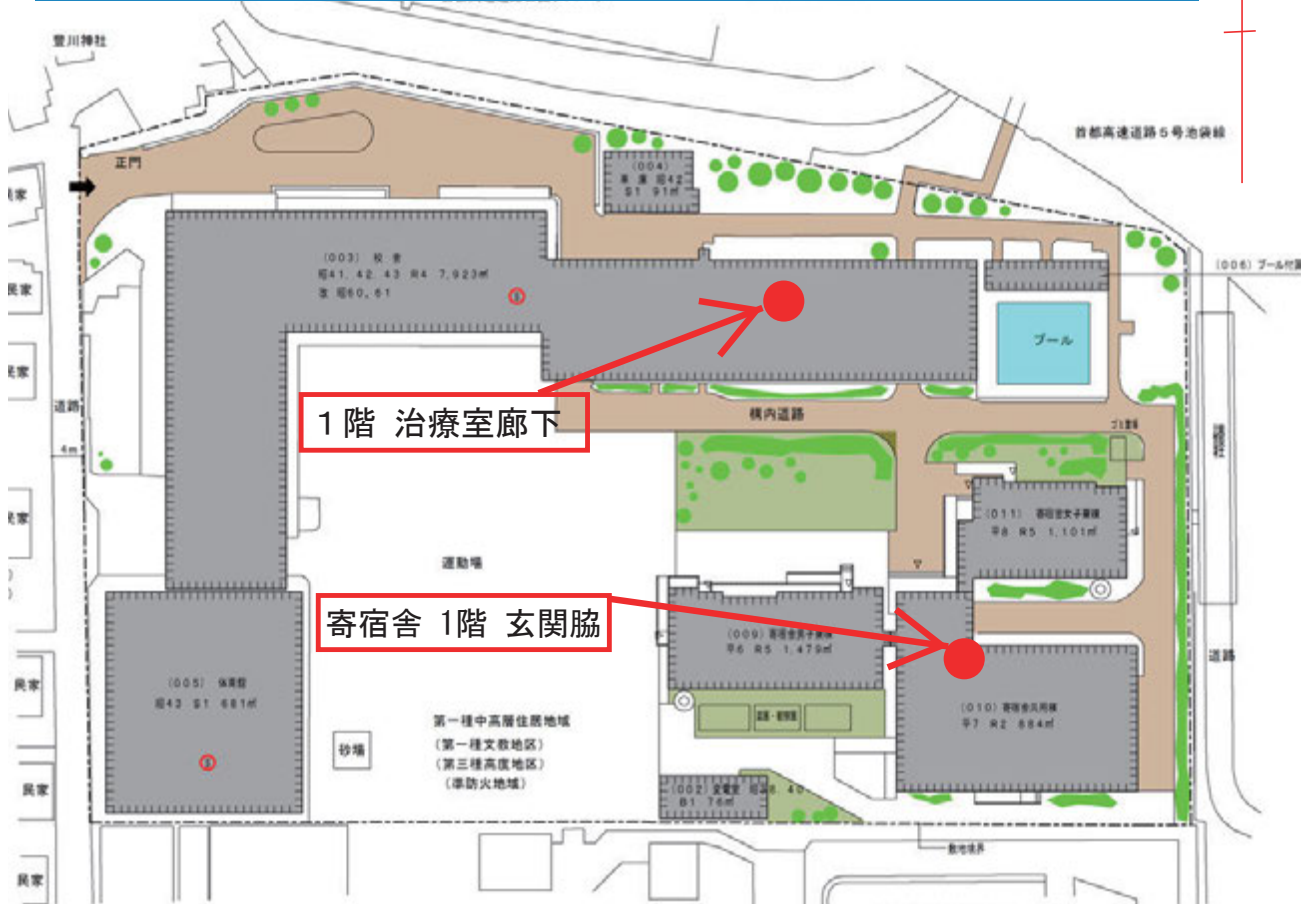 豊川神社
首都高速道路5号池袋線
正門
(004)
車庫 昭42
S1 91㎡
民家
(003) 校舎
昭41.42.43 R4 7,923㎡
改 昭60.61
(006) プール付属
民家
プール
民家
道路
4m
1階 治療室廊下
構内道路
ゴミ置場
民家
(011) 寄宿舎女子寮棟
平8 R5 1,101㎡
運動場
寄宿舎 1階 玄関脇
(009) 寄宿舎男子寮棟
平6 R5 1,479㎡
道路
民家
(005) 体育館
昭43 S1 681㎡
(010) 寄宿舎共用棟
平7 R2 884㎡
第一種中高層住居地域
(第一種文教地区)
(第三種高度地区)
(準防火地域)
砂場
民家
(002) 変電室
B1 76㎡
敷地境界
民家